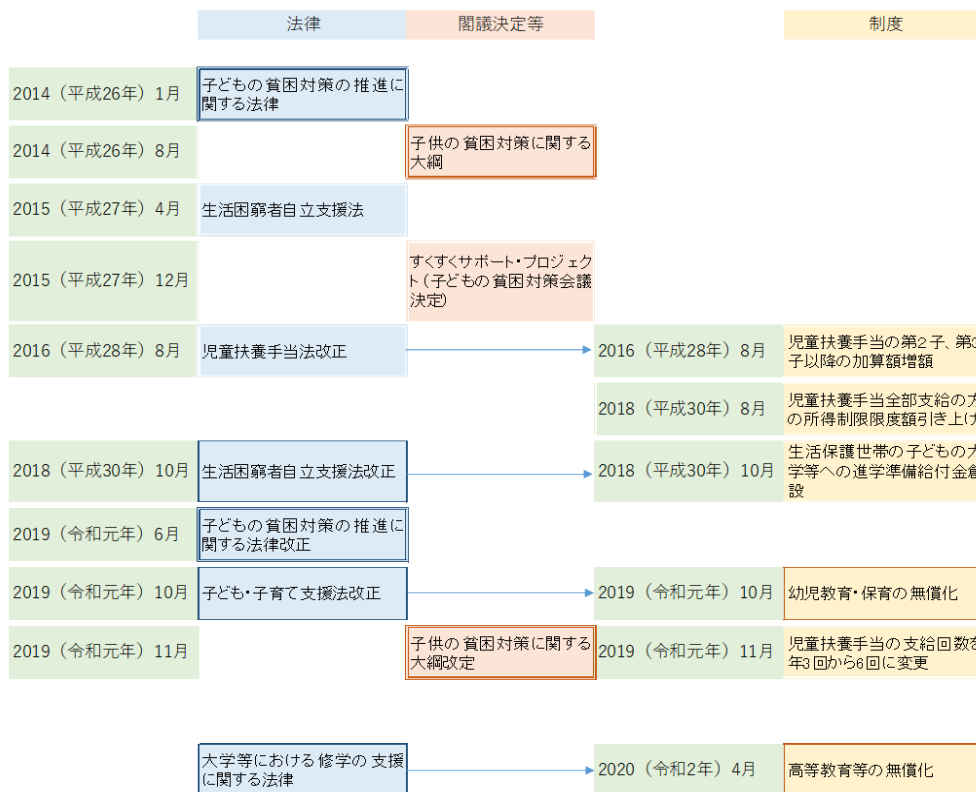 法律
閣議決定等
制度
2014（平成26年）1月
子どもの貧困対策の推進に
関する法律
2014（平成26年）8月
子供の貧困対策に関する
大綱
2015（平成27年）4月
生活困窮者自立支援法
2015（平成27年）12月
すくすくサポート・プロジェク
ト（子どもの貧困対策会議
決定）
2016（平成28年）8月
児童扶養手当法改正
2016（平成28年）8月
児童扶養手当の第2子、第3
子以降の加算額増額
2018（平成30年）8月
児童扶養手当全部支給の方
の所得制限限度額引き上げ
2018（平成30年）10月
生活困窮者自立支援法改正
2018（平成30年）10月
生活保護世帯の子どもの大
学等への進学準備給付金創
設
2019（令和元年）6月
子どもの貧困対策の推進に
関する法律改正
2019（令和元年）10月
子ども・子育て支援法改正
2019（令和元年）10月
幼児教育・保育の無償化
2019（令和元年）11月
子供の貧困対策に関する
大綱改定
2019（令和元年）11月
児童扶養手当の支給回数を
年3回から6回に変更
大学等における修学の支援
に関する法律
2020（令和2年）4月
高等教育等の無償化